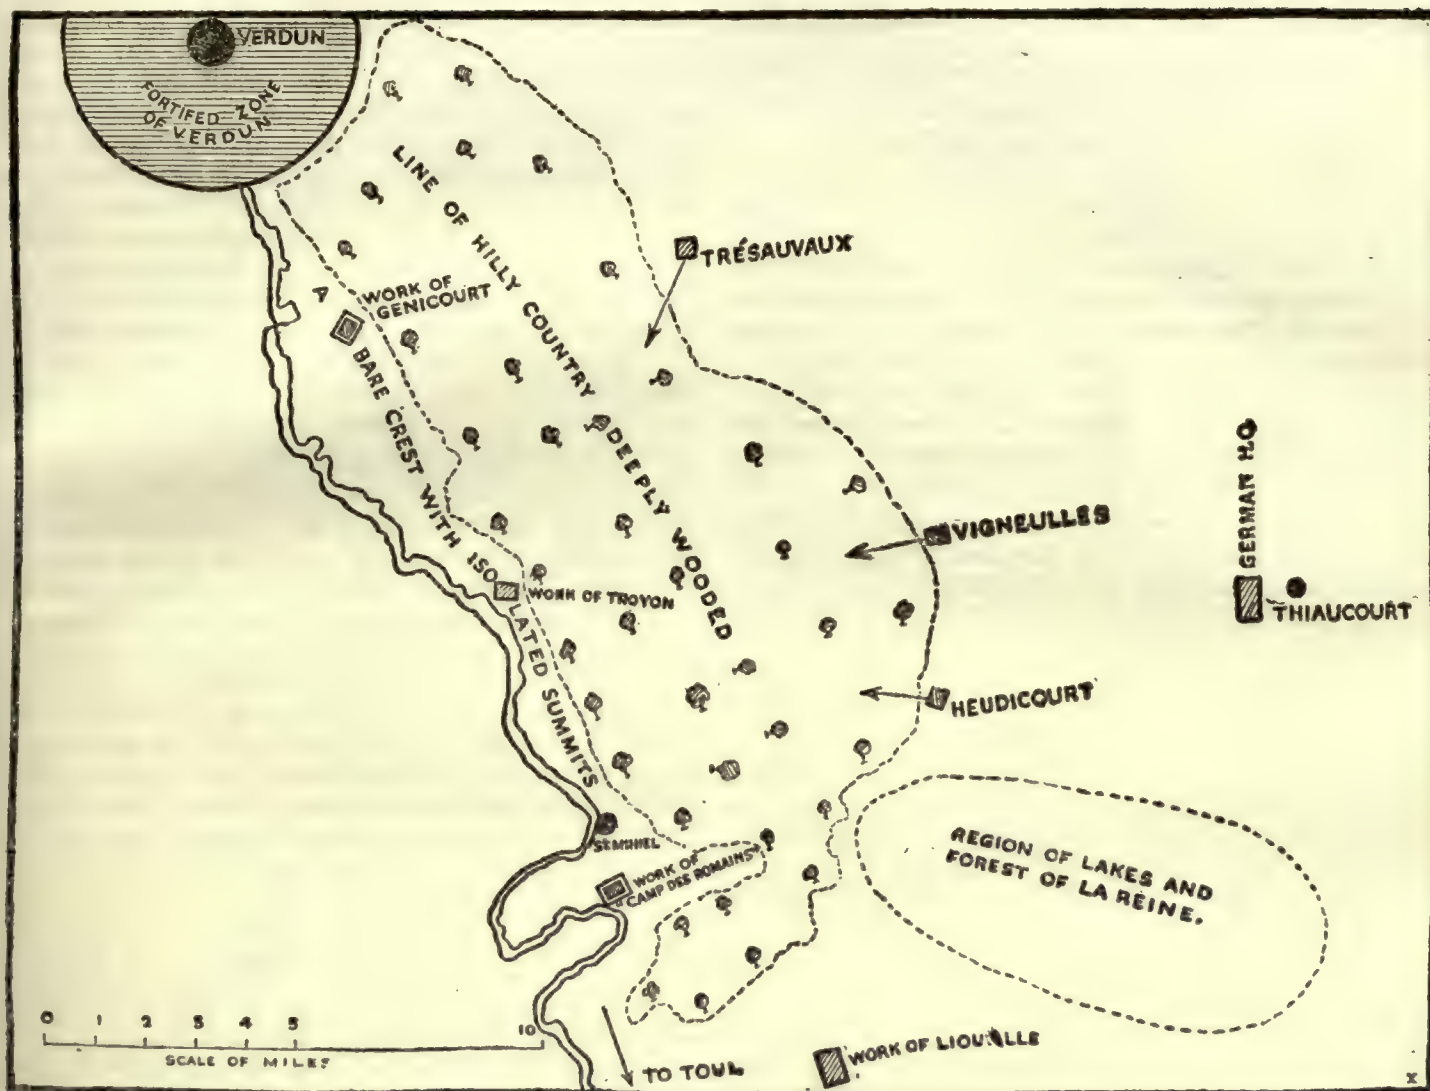 VERDUN
FORTIFED ZONE
OF VERDUN
LINE OF HILLY COUNTRY DEEPLY WOODED
TRÉSAUVAUX
WORK OF
GENICOURT
A BARE CREST WITH ISOLATED SUMMITS
VIGNEULLES
GERMAN H.Q.
THIAUCOURT
WORK OF TROYON
HEUDICOURT
ST MIHIEL
WORK OF
"CAMP DES ROMAINS"
REGION OF LAKES AND
FOREST OF LA REINE.
0 1 2 3 4 5 10
SCALE OF MILES
TO TOUL
WORK OF
X